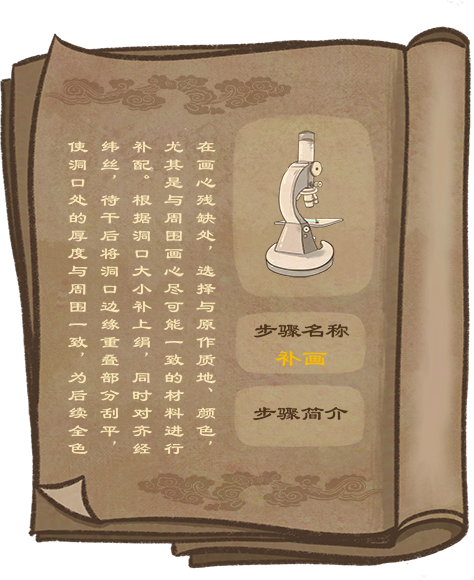 步骤名称
补画
步骤简介
在画心残缺处，选择与原作质地、颜色，
尤其是与周围画心尽可能一致的材料进行
补配。根据洞口大小补上绢，同时对齐经
纬丝，待干后将洞口边缘重叠部分刮平，
使洞口处的厚度与周围一致，为后续全色